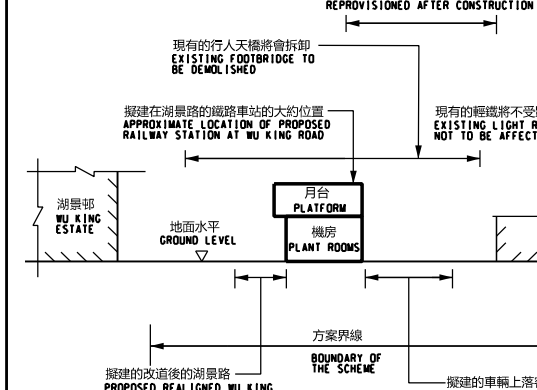 REPROVISIONED AFTER CONSTRUCTION
現有的行人天橋將會拆卸
EXISTING FOOTBRIDGE TO
BE DEMOLISHED
擬建在湖景路的鐵路車站的大約位置
APPROXIMATE LOCATION OF PROPOSED
RAILWAY STATION AT WU KING ROAD
現有的輕鐵將不受
EXISTING LIGHT R
NOT TO BE AFFECT
月台
PLATFORM
湖景邨
WU KING
ESTATE
地面水平
GROUND LEVEL
機房
PLANT ROOMS
方案界線
BOUNDARY OF
THE SCHEME
擬建的改道後的湖景路
PROPOSED REALIGNED WU KING
擬建的車輛上落